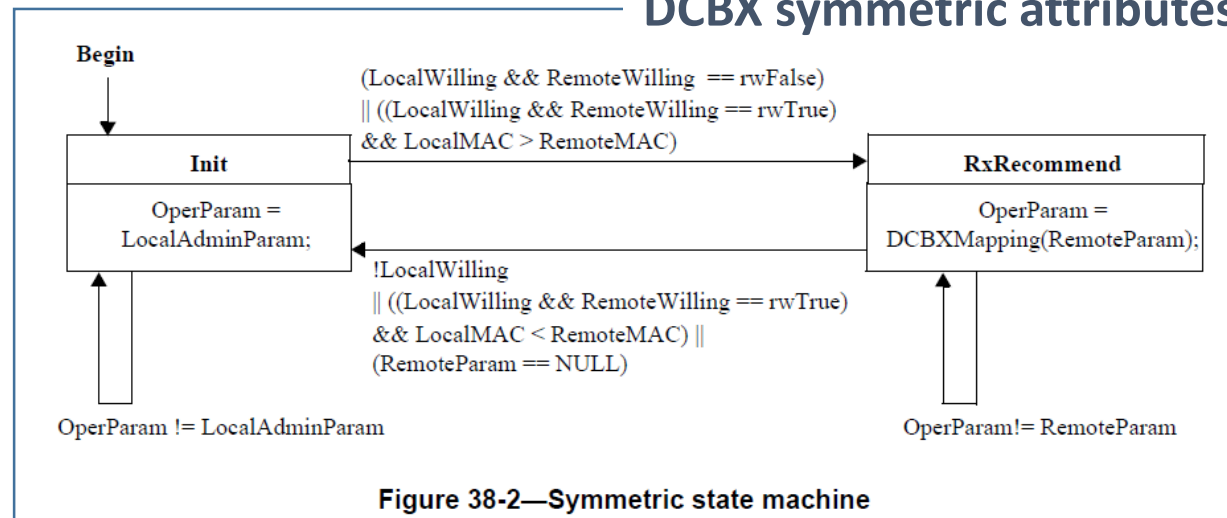 DCBX symmetric attributes
Begin
(LocalWilling && RemoteWilling == rwFalse)
|| ((LocalWilling && RemoteWilling == rwTrue)
&& LocalMAC > RemoteMAC)
Init
OperParam =
LocalAdminParam;
RxRecommend
OperParam =
DCBXMapping(RemoteParam);
!LocalWilling
|| ((LocalWilling && RemoteWilling == rwTrue)
&& LocalMAC < RemoteMAC) ||
(RemoteParam == NULL)
OperParam != LocalAdminParam
OperParam!= RemoteParam
Figure 38-2—Symmetric state machine